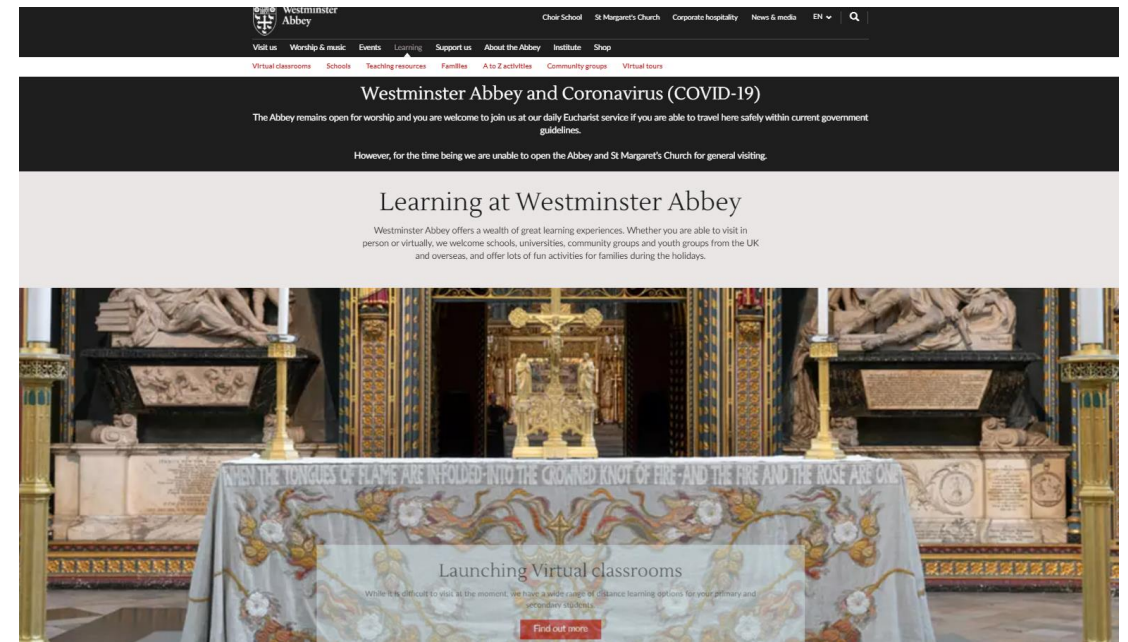 Westminster
Abbey
Choir School St Margaret's Church Corporate hospitality News & media EN
Visit us Worship & music Events Learning Support us About the Abbey Institute Shop
Virtual classrooms Schools Teaching resources Families A to Z activities Community groups Virtual tours
Westminster Abbey and Coronavirus (COVID-19)
The Abbey remains open for worship and you are welcome to join us at our daily Eucharist service if you are able to travel here safely within current government
guidelines.
However, for the time being we are unable to open the Abbey and St Margaret's Church for general visiting.
Learning at Westminster Abbey
Westminster Abbey offers a wealth of great learning experiences. Whether you are able to visit in
person or virtually, we welcome schools, universities, community groups and youth groups from the UK
and overseas, and offer lots of fun activities for families during the holidays.
WHEN THE TONGUES OF FLAME ARE IN-FOLDED·INTO THE CROWNED KNOT OF FIRE·AND THE FIRE AND THE ROSE ARE ONE
Launching Virtual classrooms
While it is difficult to visit at the moment, we have a wide range of distance learning options for your primary and
secondary students.
Find out more